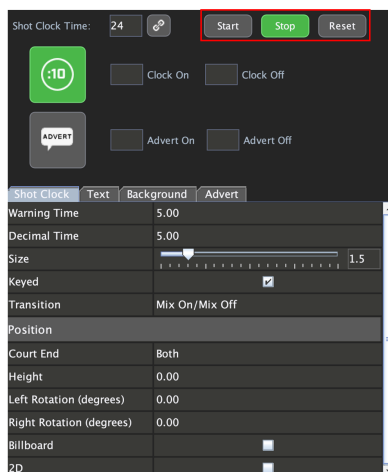 Shot Clock Time: 24 Start Stop Reset
:10 Clock On Clock Off
ADVERT Advert On Advert Off
Shot Clock Text Background Advert
Warning Time 5.00
Decimal Time 5.00
Size 1.5
Keyed
Transition Mix On/Mix Off
Position
Court End Both
Height 0.00
Left Rotation (degrees) 0.00
Right Rotation (degrees) 0.00
Billboard
2D